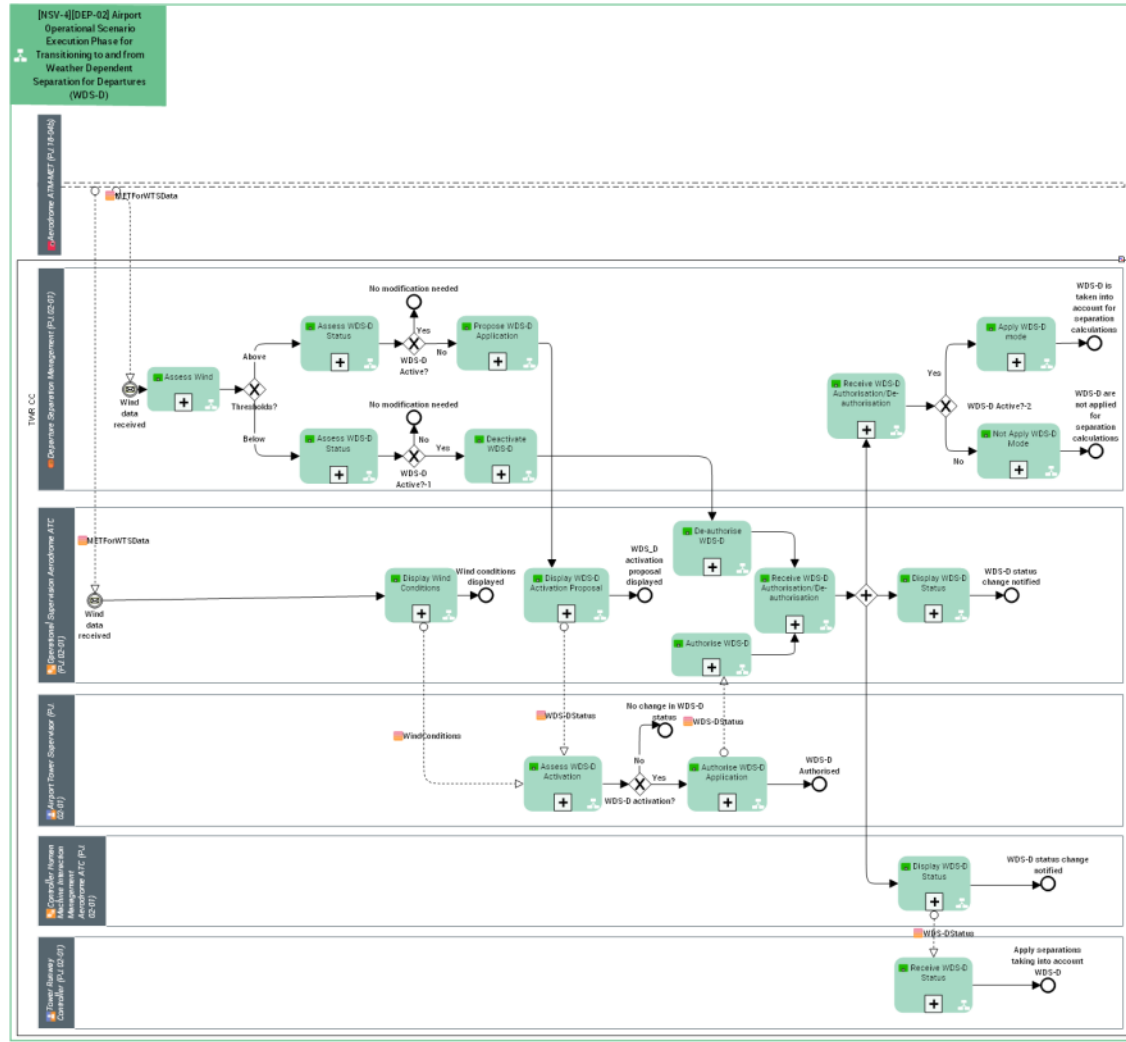 [NSV-4][DEP-02] Airport
Operational Scenario
Execution Phase for
Transitioning to and from
Weather Dependent
Separation for Departures
(WDS-D)
Aerodrome ATM-MET (PJ.18-04b)
METForWTSData
TWR CC
Departure Separation Management (PJ.02-01)
Wind
data
received
Assess Wind
Thresholds?
Above
Below
Assess WDS-D
Status
No modification needed
Yes
No
WDS-D
Active?
Propose WDS-D
Application
Assess WDS-D
Status
No modification needed
No
Yes
WDS-D
Active?-1
Deactivate
WDS-D
Receive WDS-D
Authorisation/De-
authorisation
Yes
No
WDS-D Active?-2
Apply WDS-D
mode
WDS-D is
taken into
account for
separation
calculations
Not Apply WDS-D
Mode
WDS-D are
not applied
for
separation
calculations
Operational Supervision Aerodrome ATC
(PJ.02-01)
METForWTSData
Wind
data
received
Display Wind
Conditions
Wind conditions
displayed
Display WDS-D
Activation Proposal
WDS_D
activation
proposal
displayed
De-authorise
WDS-D
Receive WDS-D
Authorisation/De-
authorisation
Authorise WDS-D
Display WDS-D
Status
WDS-D status
change notified
Airport Tower Supervisor (PJ.
02-01)
WindConditions
WDS-DStatus
Assess WDS-D
Activation
No change in WDS-D
status
No
Yes
WDS-D activation?
WDS-DStatus
Authorise WDS-D
Application
WDS-D
Authorised
Controller Human
Machine Interaction
Management
Aerodrome ATC (PJ.
02-01)
Display WDS-D
Status
WDS-D status change
notified
WDS-DStatus
Tower Runway
Controller (PJ.02-01)
Receive WDS-D
Status
Apply separations
taking into account
WDS-D